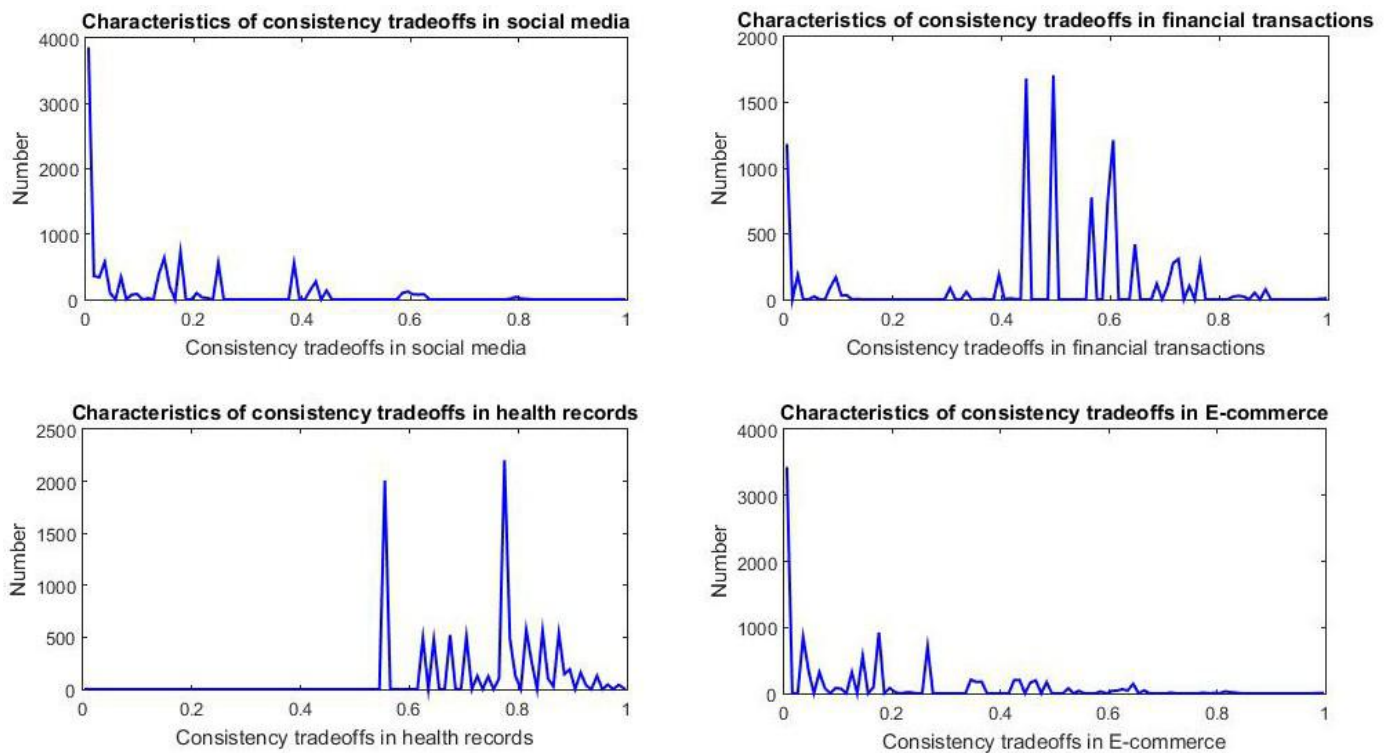 Characteristics of consistency tradeoffs in social media
4000
3000
2000
1000
0
Number
0 0.2 0.4 0.6 0.8 1
Consistency tradeoffs in social media
Characteristics of consistency tradeoffs in financial transactions
2000
1500
1000
500
0
Number
0 0.2 0.4 0.6 0.8 1
Consistency tradeoffs in financial transactions
Characteristics of consistency tradeoffs in health records
2500
2000
1500
1000
500
0
Number
0 0.2 0.4 0.6 0.8 1
Consistency tradeoffs in health records
Characteristics of consistency tradeoffs in E-commerce
4000
3000
2000
1000
0
Number
0 0.2 0.4 0.6 0.8 1
Consistency tradeoffs in E-commerce